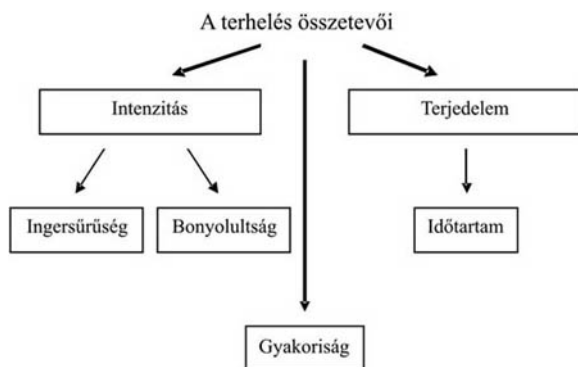 A terhelés összetevői
Intenzitás
Terjedelem
Ingersűrűség
Bonyolultság
Időtartam
Gyakoriság